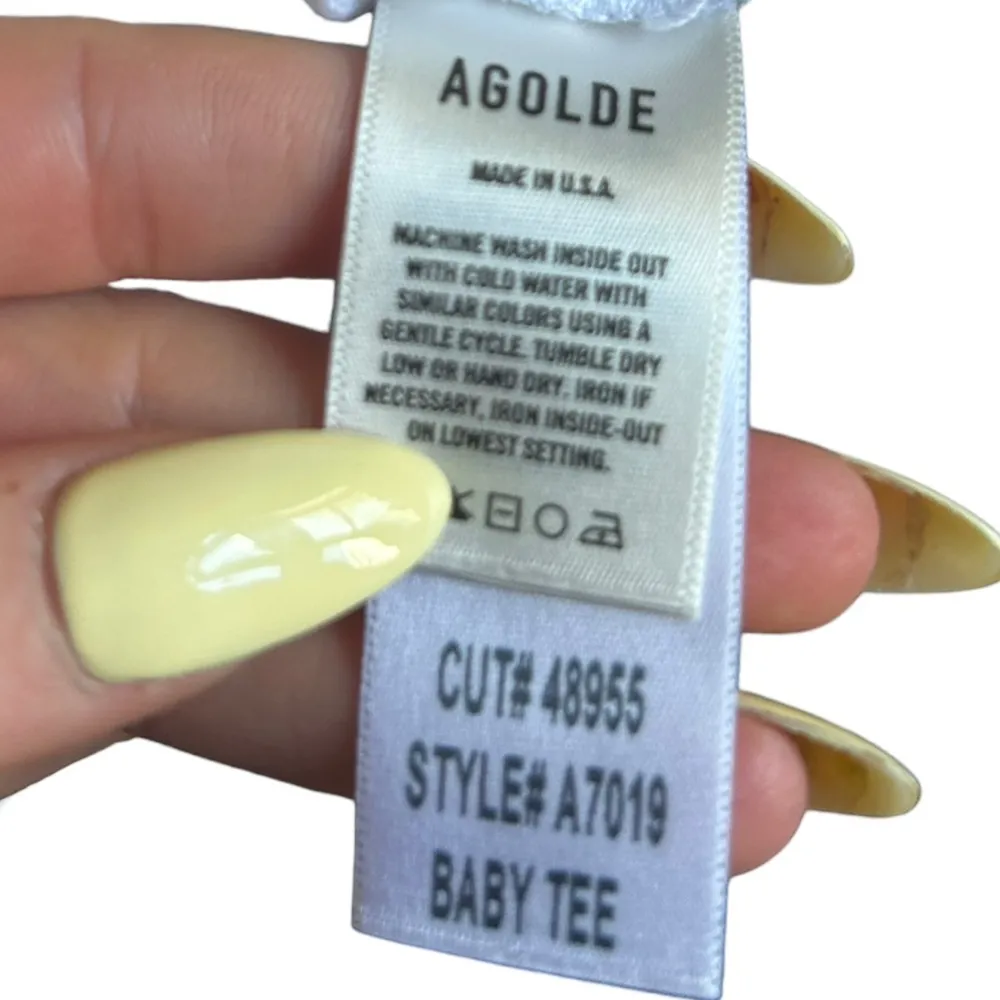 AGOLDE
MADE IN U.S.A.
MACHINE WASH INSIDE OUT
WITH COLD WATER WITH
SIMILAR COLORS USING A
GENTLE CYCLE. TUMBLE DRY
LOW OR HAND DRY. IRON IF
NECESSARY, IRON INSIDE-OUT
ON LOWEST SETTING.
CUT# 48955
STYLE# A7019
BABY TEE